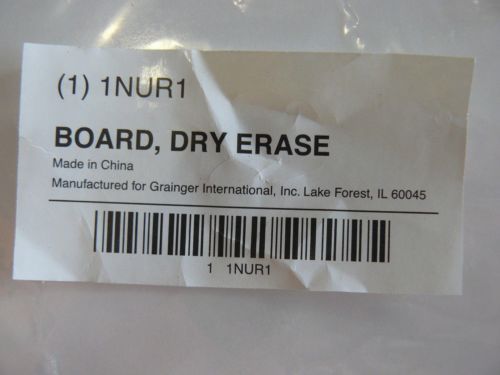 (1) 1NUR1
BOARD, DRY ERASE
Made in China
Manufactured for Grainger International, Inc. Lake Forest, IL 60045
1 1NUR1